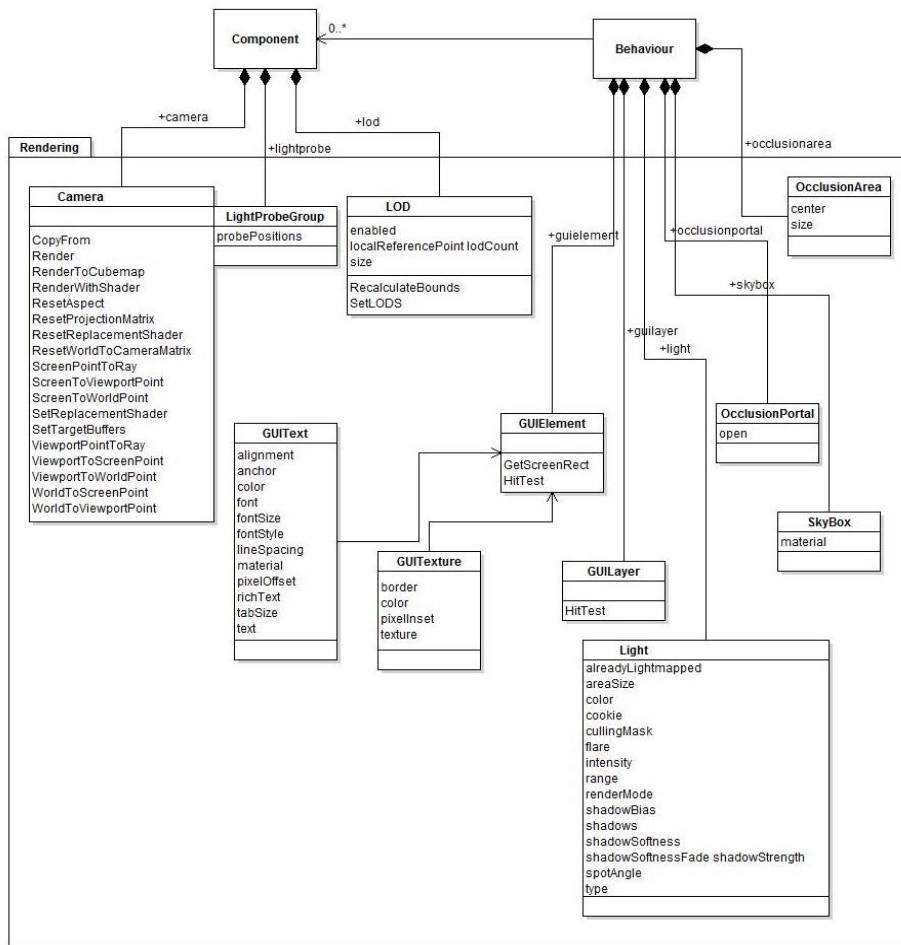 Component
0..*
Behaviour
+camera
+lod
+lightprobe
+occlusionarea
Rendering
Camera
CopyFrom
Render
RenderToCubemap
RenderWithShader
ResetAspect
ResetProjectionMatrix
ResetReplacementShader
ResetWorldToCameraMatrix
ScreenPointToRay
ScreenToViewportPoint
ScreenToWorldPoint
SetReplacementShader
SetTargetBuffers
ViewportPointToRay
ViewportToScreenPoint
ViewportToWorldPoint
WorldToScreenPoint
WorldToViewportPoint
LightProbeGroup
probePositions
LOD
enabled
localReferencePoint lodCount
size
RecalculateBounds
SetLODS
OcclusionArea
center
size
+guielement
+occlusionportal
+skybox
+guilayer
+light
GUIText
alignment
anchor
color
font
fontSize
fontStyle
lineSpacing
material
pixelOffset
richText
tabSize
text
GUIElement
GetScreenRect
HitTest
OcclusionPortal
open
SkyBox
material
GUITexture
border
color
pixelInset
texture
GUILayer
HitTest
Light
alreadyLightmapped
areaSize
color
cookie
cullingMask
flare
intensity
range
renderMode
shadowBias
shadows
shadowSoftness
shadowSoftnessFade shadowStrength
spotAngle
type